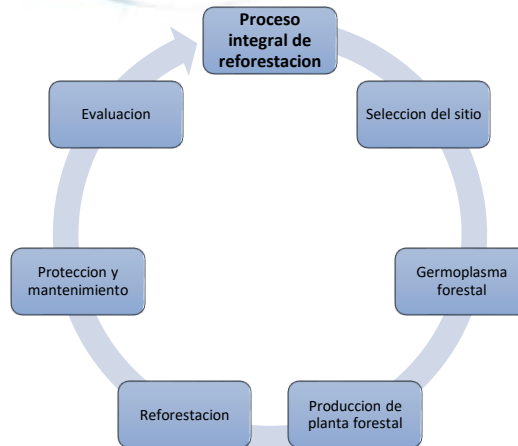 Proceso
integral de
reforestacion
Seleccion del sitio
Germoplasma
forestal
Produccion de
planta forestal
Reforestacion
Proteccion y
mantenimiento
Evaluacion